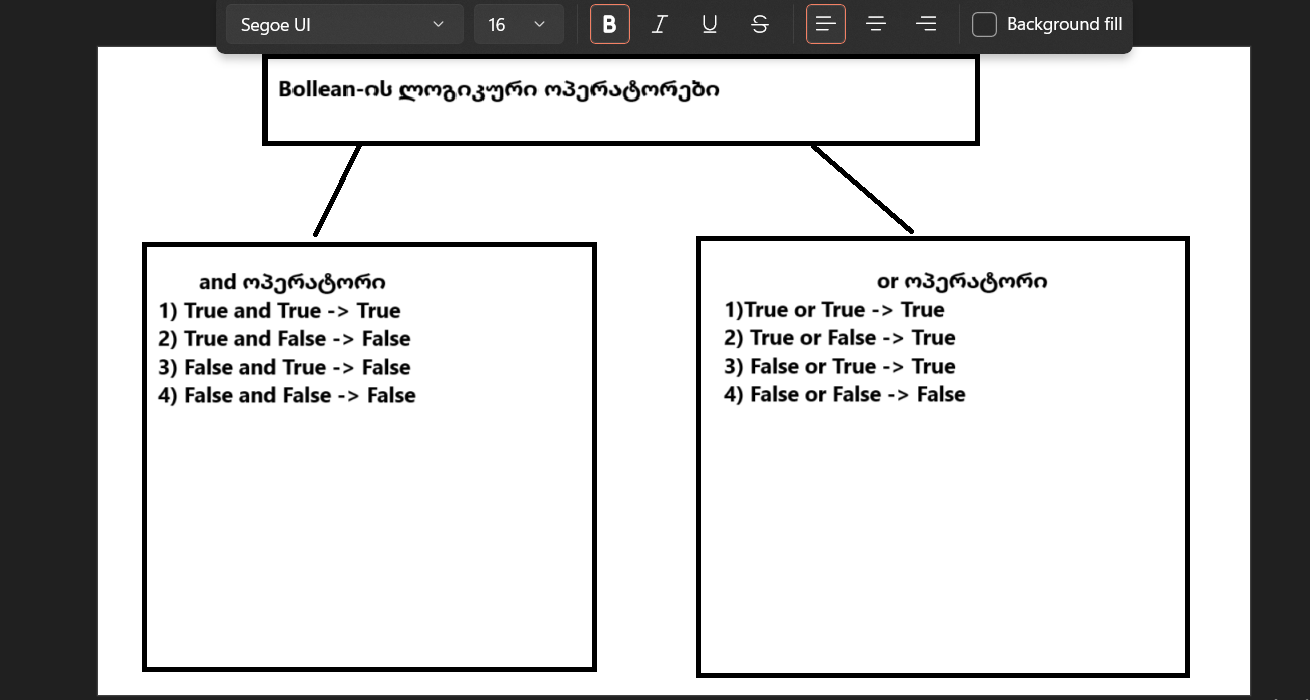 Segoe UI 16 B I U S Background fill
Bollean-ის ლოგიკური ოპერატორები
and ოპერატორი
1) True and True -> True
2) True and False -> False
3) False and True -> False
4) False and False -> False
or ოპერატორი
1)True or True -> True
2) True or False -> True
3) False or True -> True
4) False or False -> False